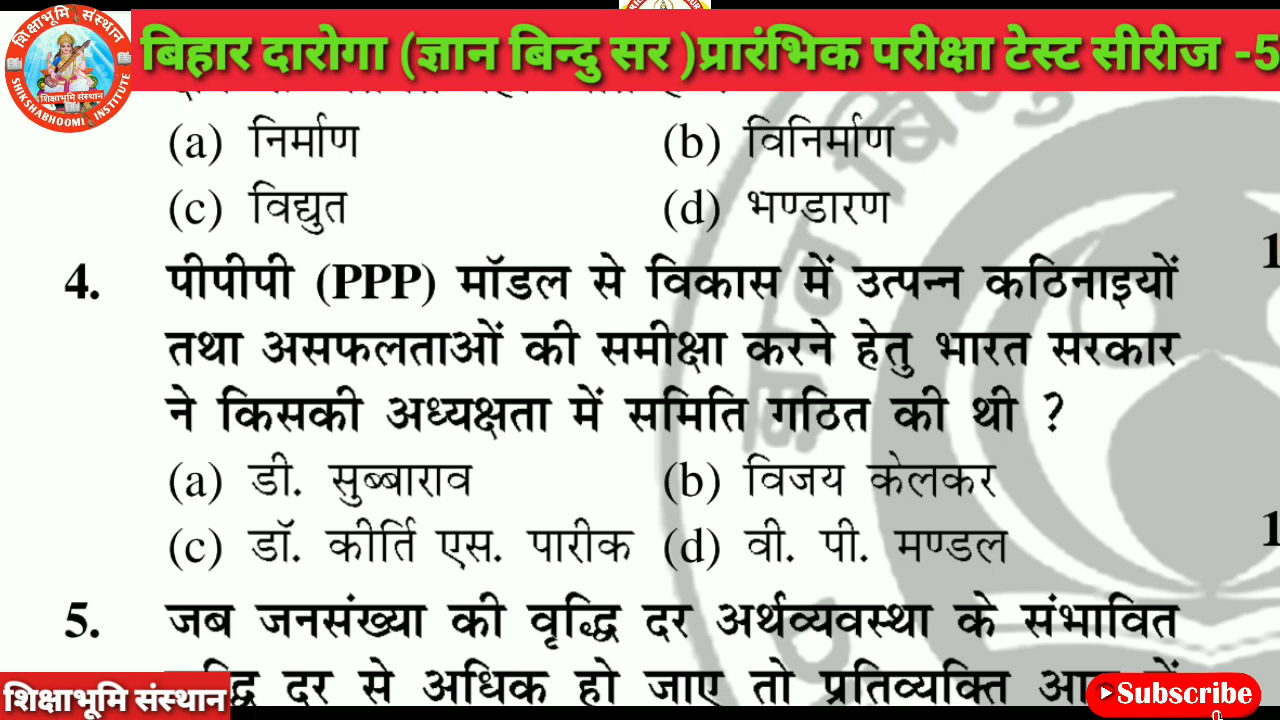 बिहार दारोगा (ज्ञान बिन्दु सर )प्रारंभिक परीक्षा टेस्ट सीरीज -5
शिक्षाभूमि संस्थान
शिक्षाभूमि संस्थान
SHIKSHABHOOMI INSTITUTE
(a) निर्माण (b) विनिर्माण
(c) विद्युत (d) भण्डारण
4. पीपीपी (PPP) मॉडल से विकास में उत्पन्न कठिनाइयों
तथा असफलताओं की समीक्षा करने हेतु भारत सरकार
ने किसकी अध्यक्षता में समिति गठित की थी ?
(a) डी. सुब्बाराव (b) विजय केलकर
(c) डॉ. कीर्ति एस. पारीक (d) वी. पी. मण्डल
5. जब जनसंख्या की वृद्धि दर अर्थव्यवस्था के संभावित
दर से अधिक हो जाए तो प्रतिव्यक्ति
शिक्षाभूमि संस्थान
Subscribe